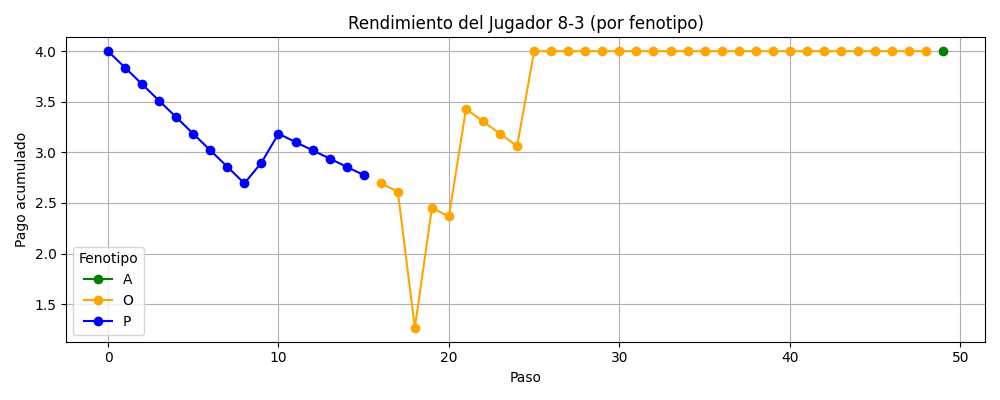 Rendimiento del Jugador 8-3 (por fenotipo)
Pago acumulado
4.0
3.5
3.0
2.5
2.0
1.5
Fenotipo
A
O
P
0
10
20
30
40
50
Paso